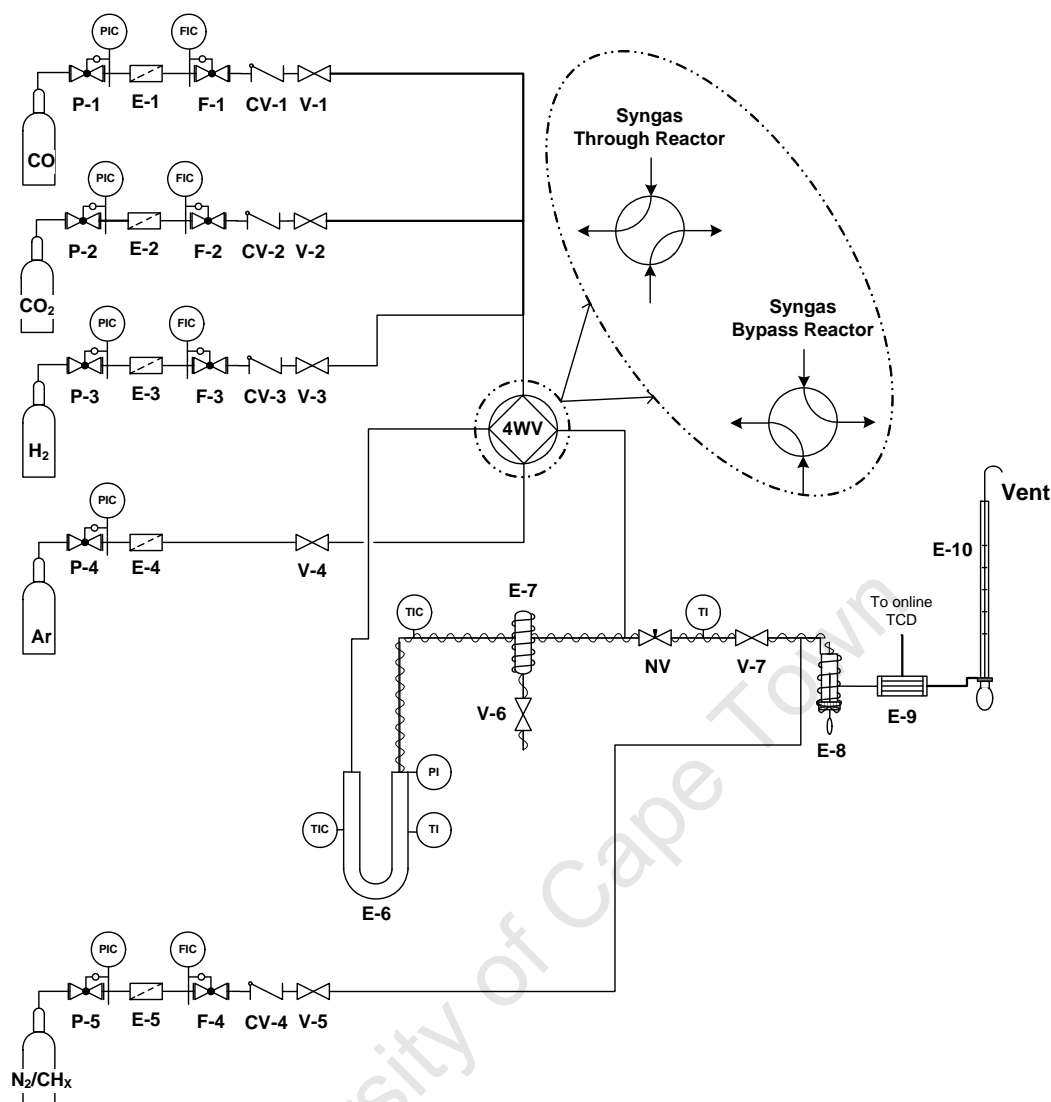 PIC
FIC
P-1
E-1
F-1
CV-1
V-1
CO
Syngas
Through Reactor
PIC
FIC
P-2
E-2
F-2
CV-2
V-2
CO₂
Syngas
Bypass Reactor
PIC
FIC
P-3
E-3
F-3
CV-3
V-3
H₂
4WV
PIC
P-4
E-4
V-4
Ar
Vent
E-10
To online
TCD
E-7
TIC
TI
NV
V-7
V-6
E-8
E-9
PI
TIC
TI
E-6
PIC
FIC
P-5
E-5
F-4
CV-4
V-5
N₂/CHₓ
rsity of Cape Town